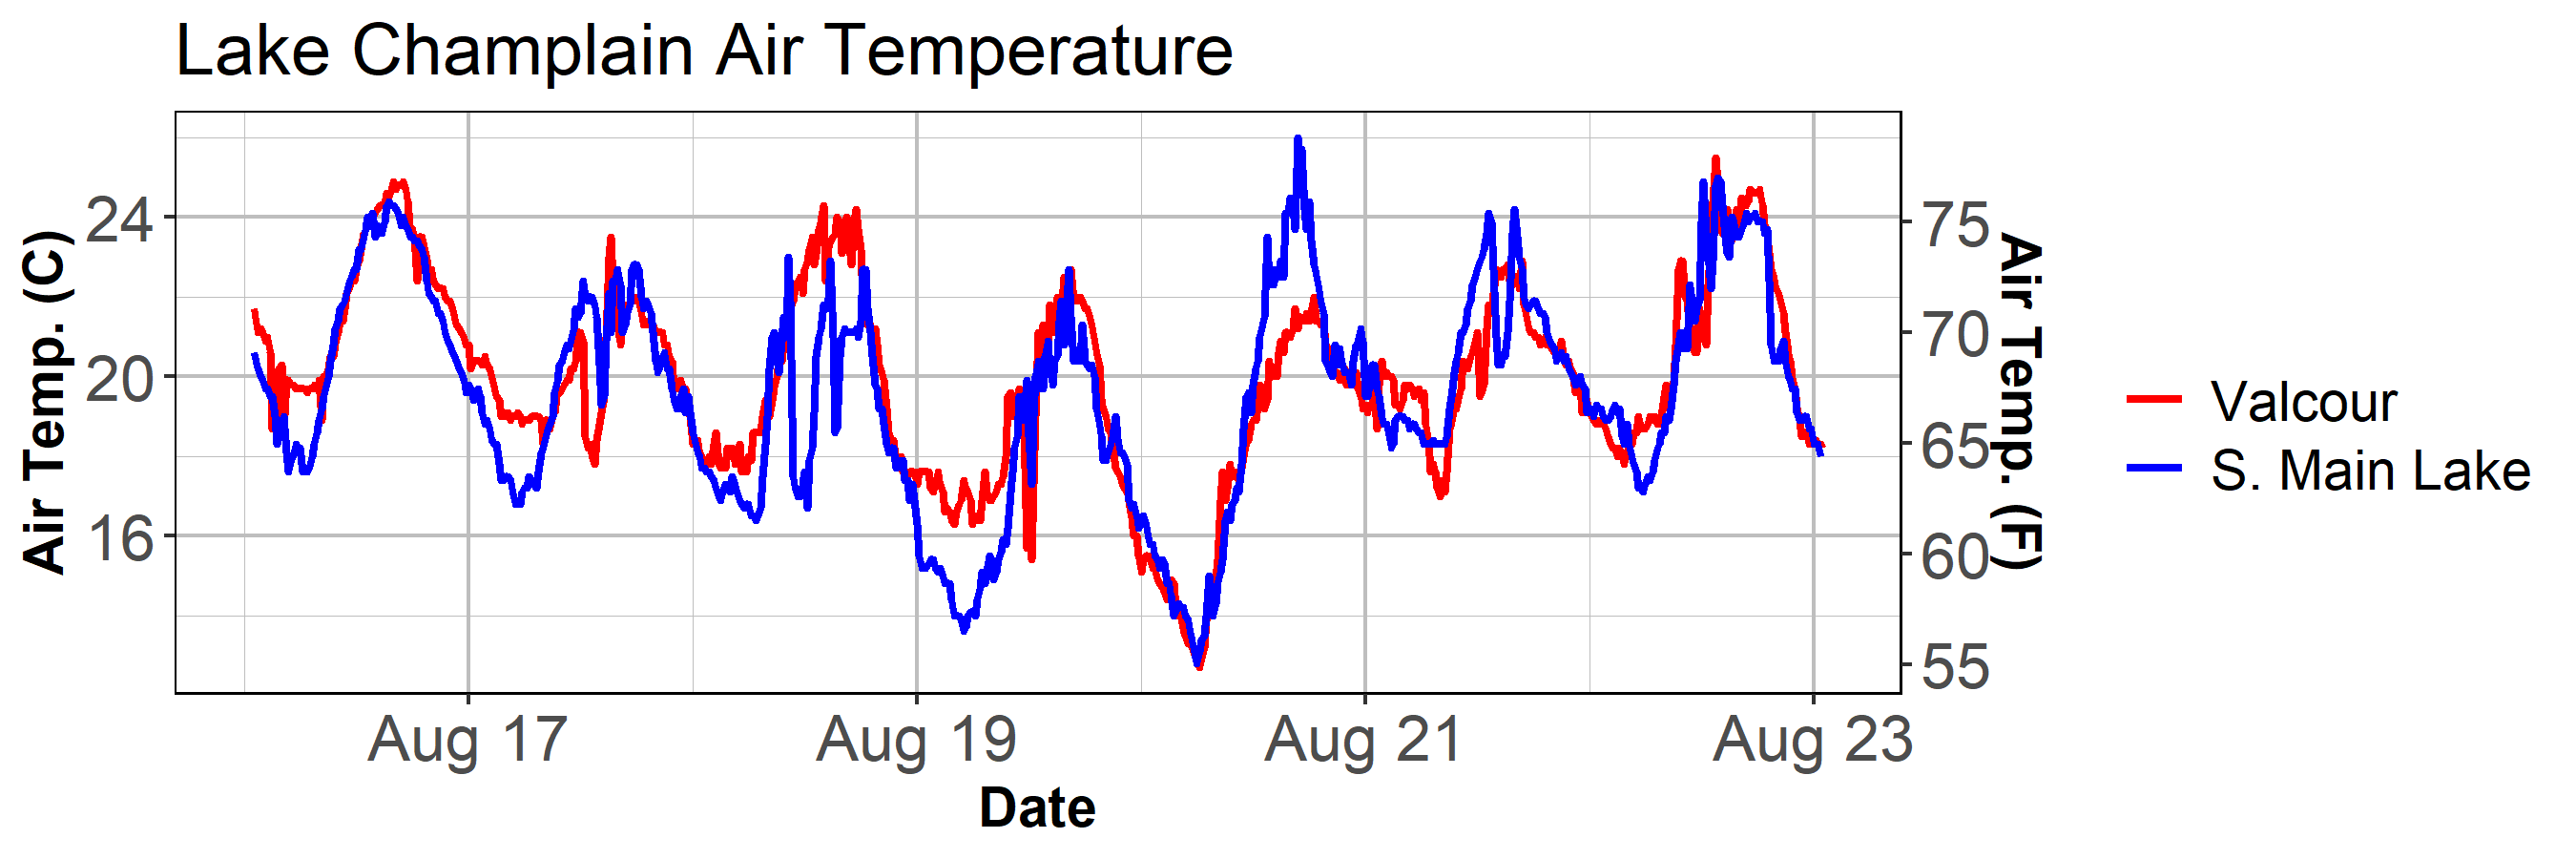 Lake Champlain Air Temperature
Air Temp. (C)
24
20
16
75
70
65
60
55
Air Temp. (F)
Valcour
S. Main Lake
Aug 17 Aug 19 Aug 21 Aug 23
Date